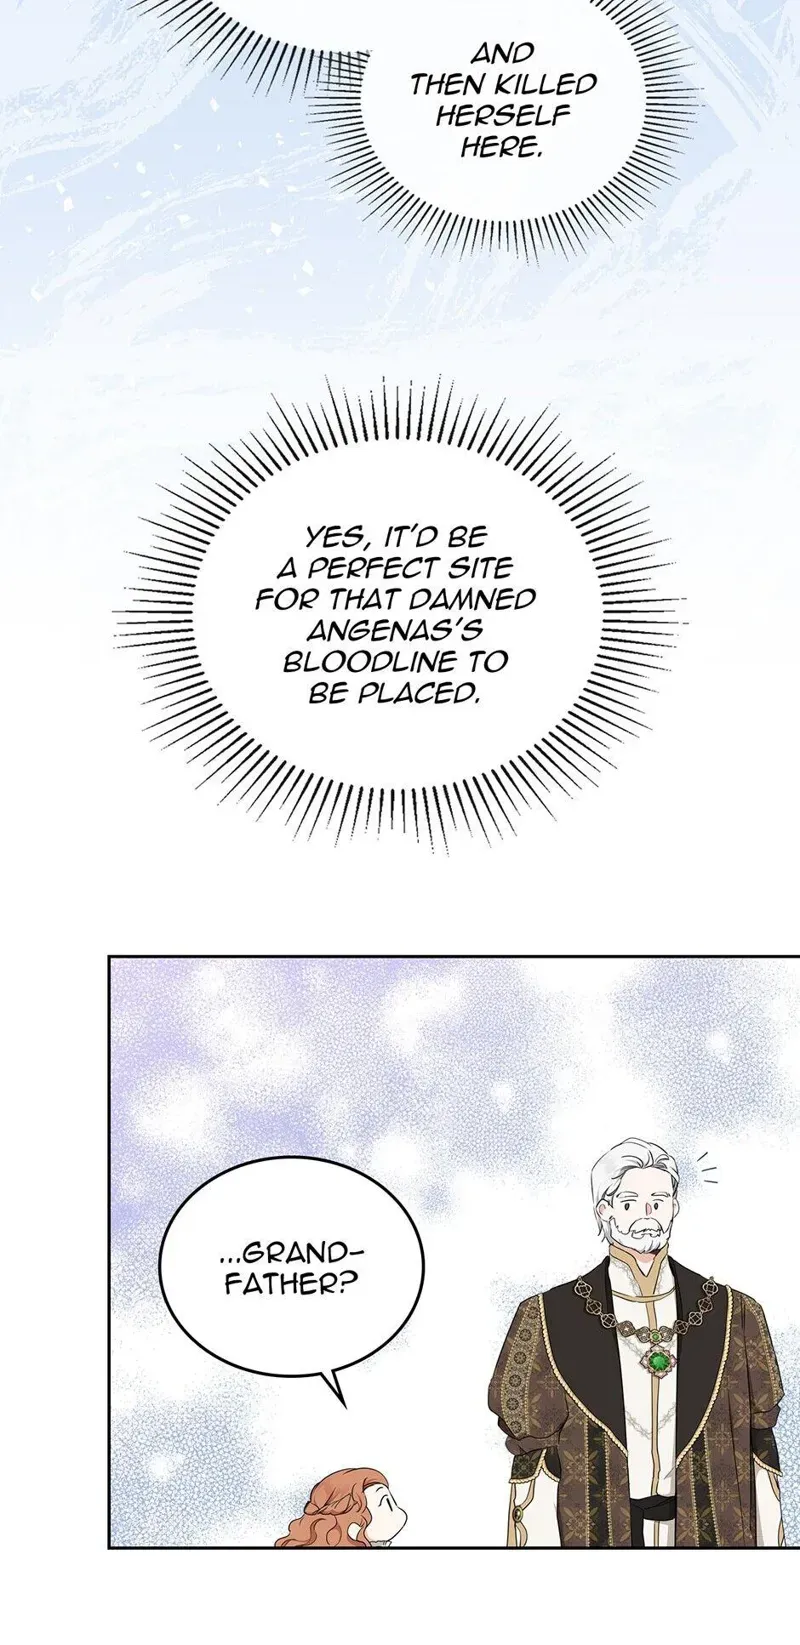 AND
THEN KILLED
HERSELF
HERE.
YES, IT'D BE
A PERFECT SITE
FOR THAT DAMNED
ANGENAS'S
BLOODLINE TO
BE PLACED.
...GRAND-
FATHER?